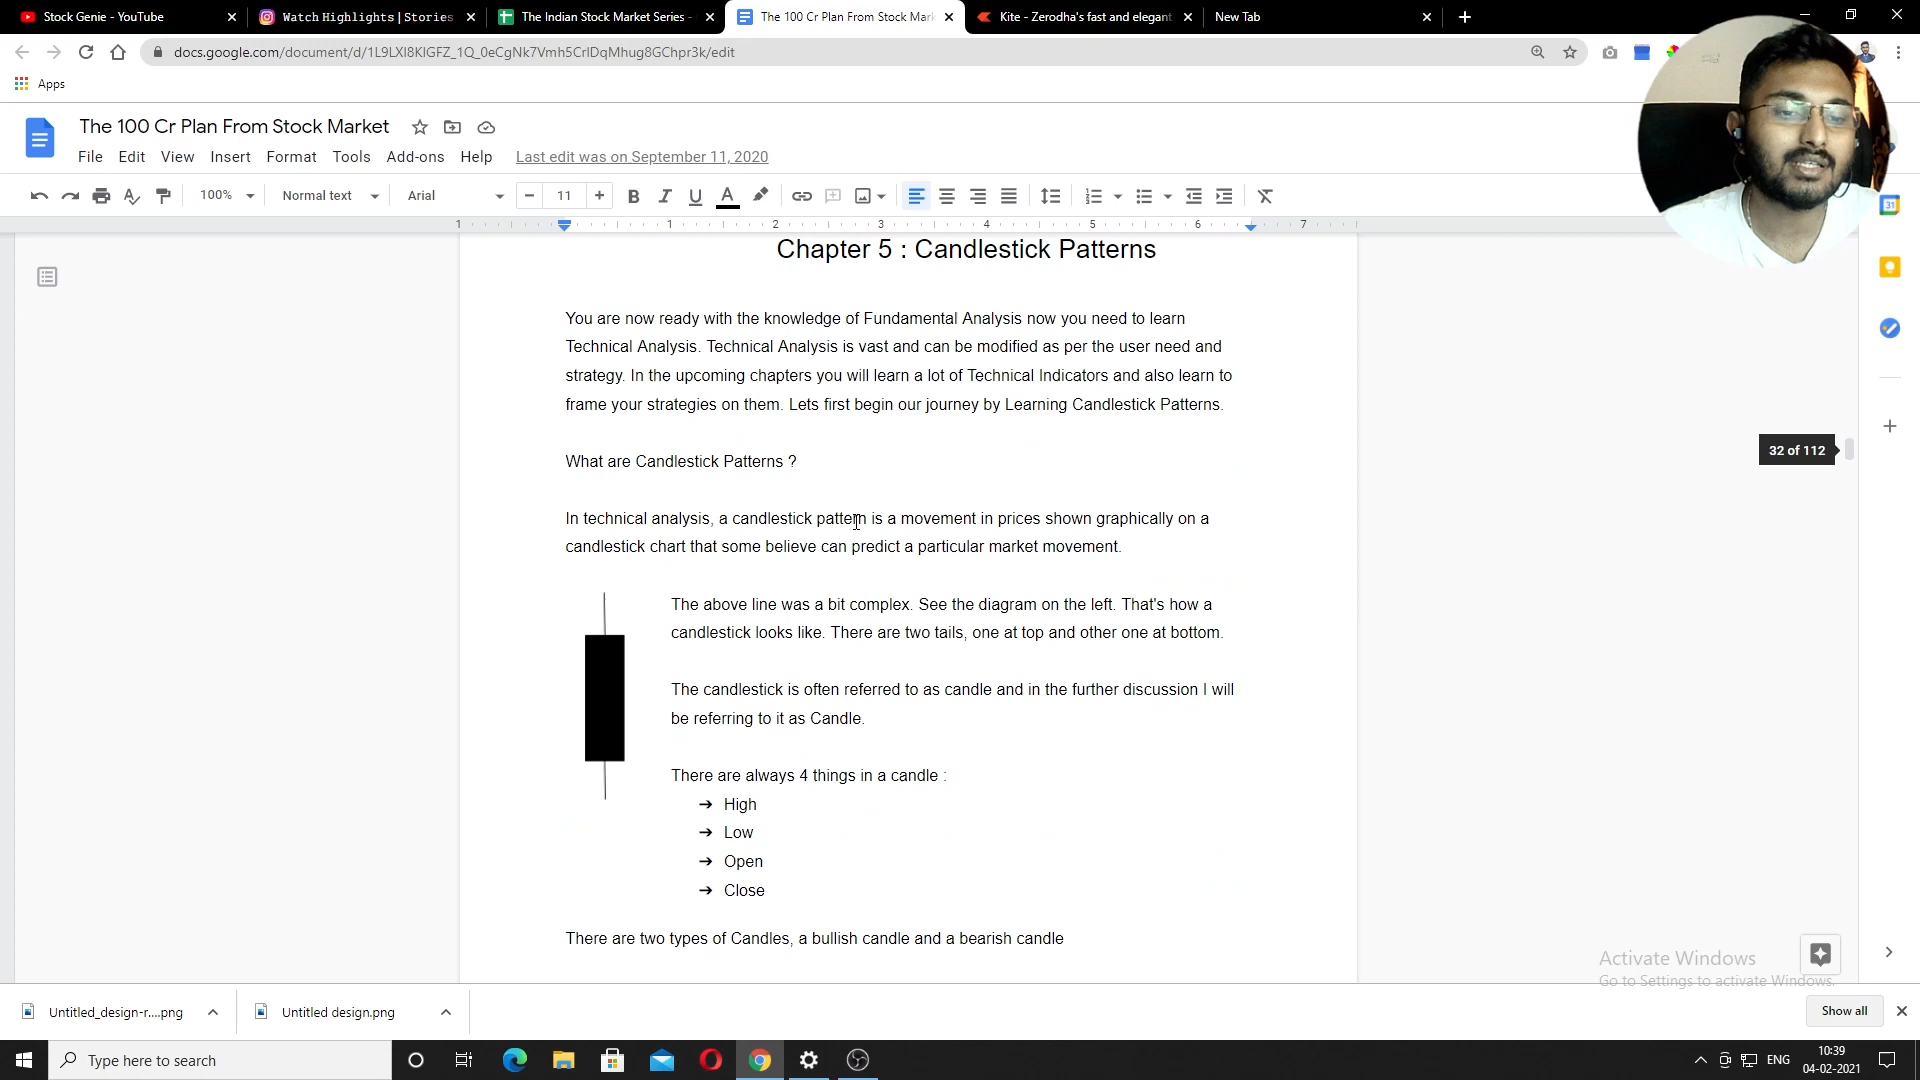 Stock Genie - YouTube
Watch Highlights | Stories
The Indian Stock Market Series -
The 100 Cr Plan From Stock Mark
Kite - Zerodha's fast and elegant
New Tab
docs.google.com/document/d/1L9LXl8KlGFZ_1Q_0eCgNk7Vmh5CrlDqMhug8GChpr3k/edit
Apps
The 100 Cr Plan From Stock Market
File Edit View Insert Format Tools Add-ons Help Last edit was on September 11, 2020
100% Normal text Arial 11
1 1 2 3 4 5 6 7
31
Chapter 5 : Candlestick Patterns
You are now ready with the knowledge of Fundamental Analysis now you need to learn
Technical Analysis. Technical Analysis is vast and can be modified as per the user need and
strategy. In the upcoming chapters you will learn a lot of Technical Indicators and also learn to
frame your strategies on them. Lets first begin our journey by Learning Candlestick Patterns.
32 of 112
What are Candlestick Patterns ?
In technical analysis, a candlestick pattern is a movement in prices shown graphically on a
candlestick chart that some believe can predict a particular market movement.
The above line was a bit complex. See the diagram on the left. That's how a
candlestick looks like. There are two tails, one at top and other one at bottom.
The candlestick is often referred to as candle and in the further discussion I will
be referring to it as Candle.
There are always 4 things in a candle :
➔ High
➔ Low
➔ Open
➔ Close
There are two types of Candles, a bullish candle and a bearish candle
Activate Windows
Go to Settings to activate Windows.
Untitled_design-r....png
Untitled design.png
Show all
Type here to search
ENG
10:39
04-02-2021